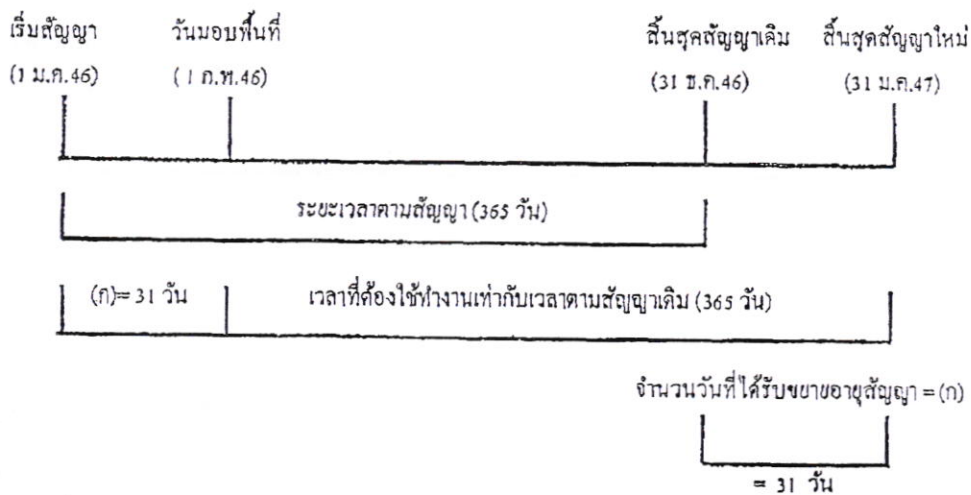 เริ่มสัญญา วันมอบพื้นที่ สิ้นสุดสัญญาเดิม สิ้นสุดสัญญาใหม่
(1 ม.ค.46) (1 ก.พ.46) (31 ธ.ค.46) (31 ม.ค.47)
ระยะเวลาตามสัญญา (365 วัน)
(ก)= 31 วัน เวลาที่ต้องใช้ทำงานเท่ากับเวลาตามสัญญาเดิม (365 วัน)
จำนวนวันที่ได้รับขยายอายุสัญญา = (ก)
= 31 วัน